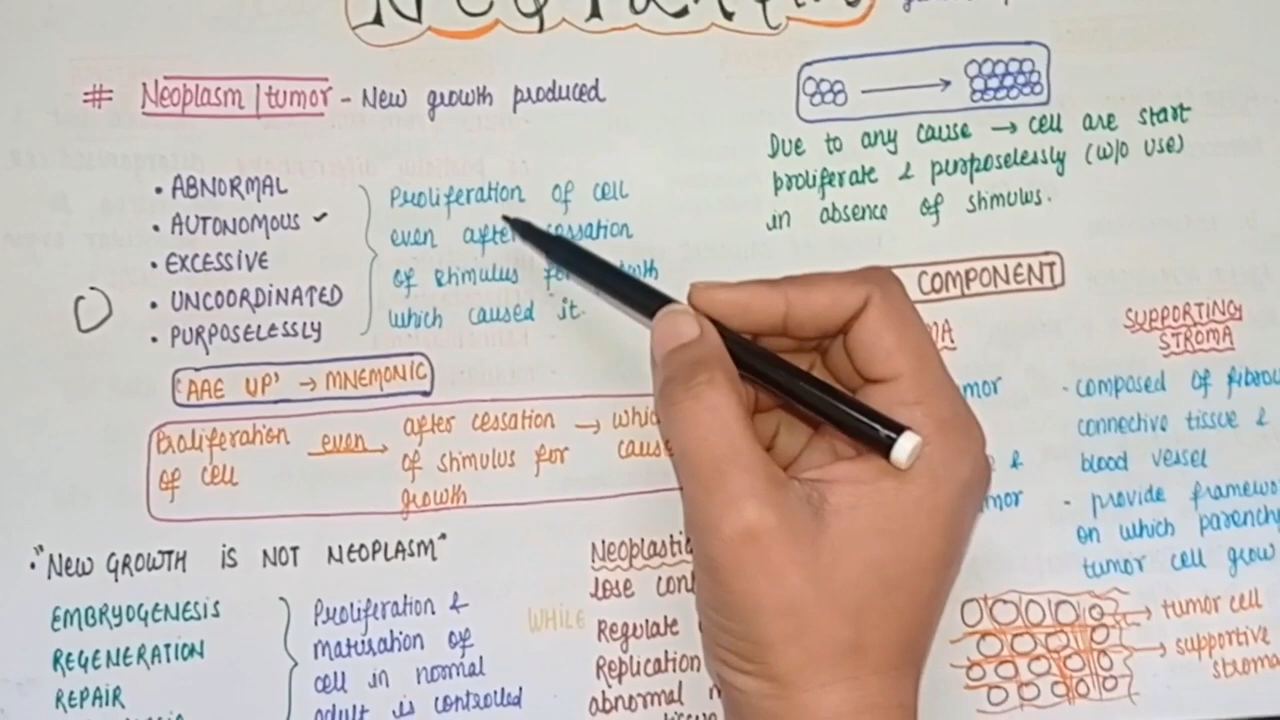 # Neoplasm / tumor - New growth produced
• ABNORMAL
• AUTONOMOUS
• EXCESSIVE
• UNCOORDINATED
• PURPOSELESSLY
Proliferation of cell
even after cessation
of stimulus for growth
which caused it.
'AAE UP' → MNEMONIC
Proliferation of cell even → after cessation of stimulus for growth →
"NEW GROWTH IS NOT NEOPLASM"
EMBRYOGENESIS
REGENERATION
REPAIR
Proliferation &
maturation of
cell in normal
adult is controlled
WHILE
lose
Regulate
Replication
abnormal
Due to any cause → cell are start
proliferate & purposelessly (w/o use)
in absence of stimulus.
COMPONENT
SUPPORTING
STROMA
- composed of
connective tissue &
blood vessel
- provide
on which
tumor cell grow
→ tumor cell
→ supportive